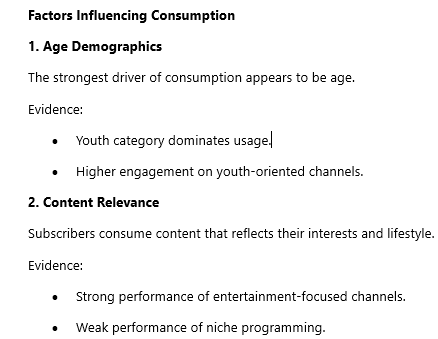 Factors Influencing Consumption
1. Age Demographics
The strongest driver of consumption appears to be age.
Evidence:
• Youth category dominates usage.
• Higher engagement on youth-oriented channels.
2. Content Relevance
Subscribers consume content that reflects their interests and lifestyle.
Evidence:
• Strong performance of entertainment-focused channels.
• Weak performance of niche programming.